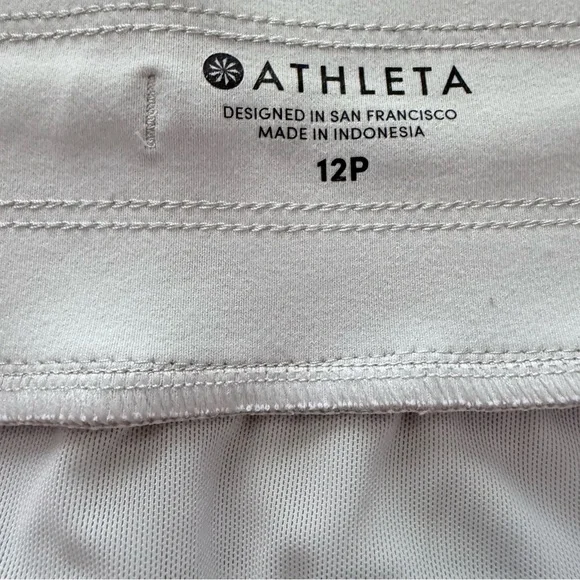 ATHLETA
DESIGNED IN SAN FRANCISCO
MADE IN INDONESIA
12P